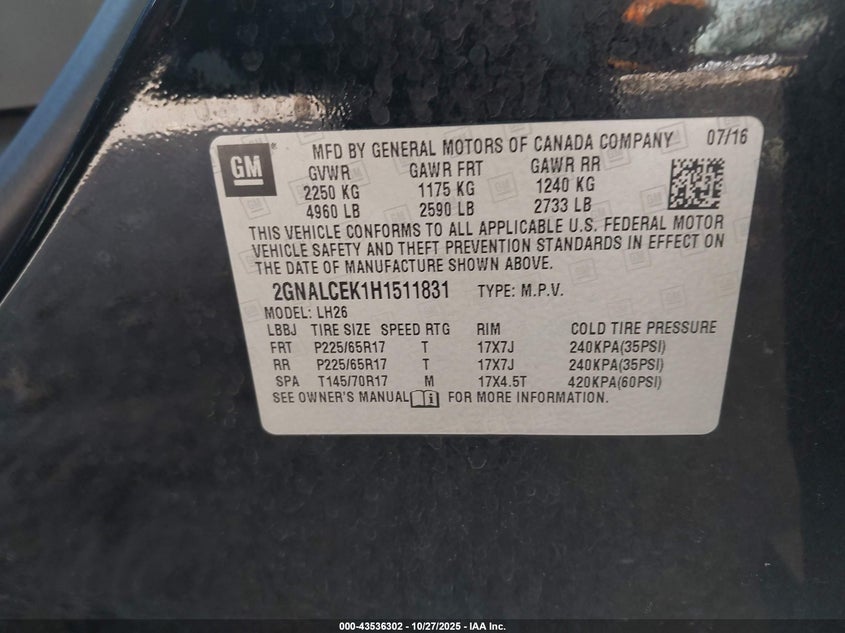 GM
MFD BY GENERAL MOTORS OF CANADA COMPANY 07/16
GVWR GAWR FRT GAWR RR
2250 KG 1175 KG 1240 KG
4960 LB 2590 LB 2733 LB
THIS VEHICLE CONFORMS TO ALL APPLICABLE U.S. FEDERAL MOTOR
VEHICLE SAFETY AND THEFT PREVENTION STANDARDS IN EFFECT ON
THE DATE OF MANUFACTURE SHOWN ABOVE.
2GNALCEK1H1511831 TYPE: M.P.V.
MODEL: LH26
LBBJ TIRE SIZE SPEED RTG RIM COLD TIRE PRESSURE
FRT P225/65R17 T 17X7J 240KPA(35PSI)
RR P225/65R17 T 17X7J 240KPA(35PSI)
SPA T145/70R17 M 17X4.5T 420KPA(60PSI)
SEE OWNER'S MANUAL FOR MORE INFORMATION.
000-43536302 - 10/27/2025 - IAA Inc.